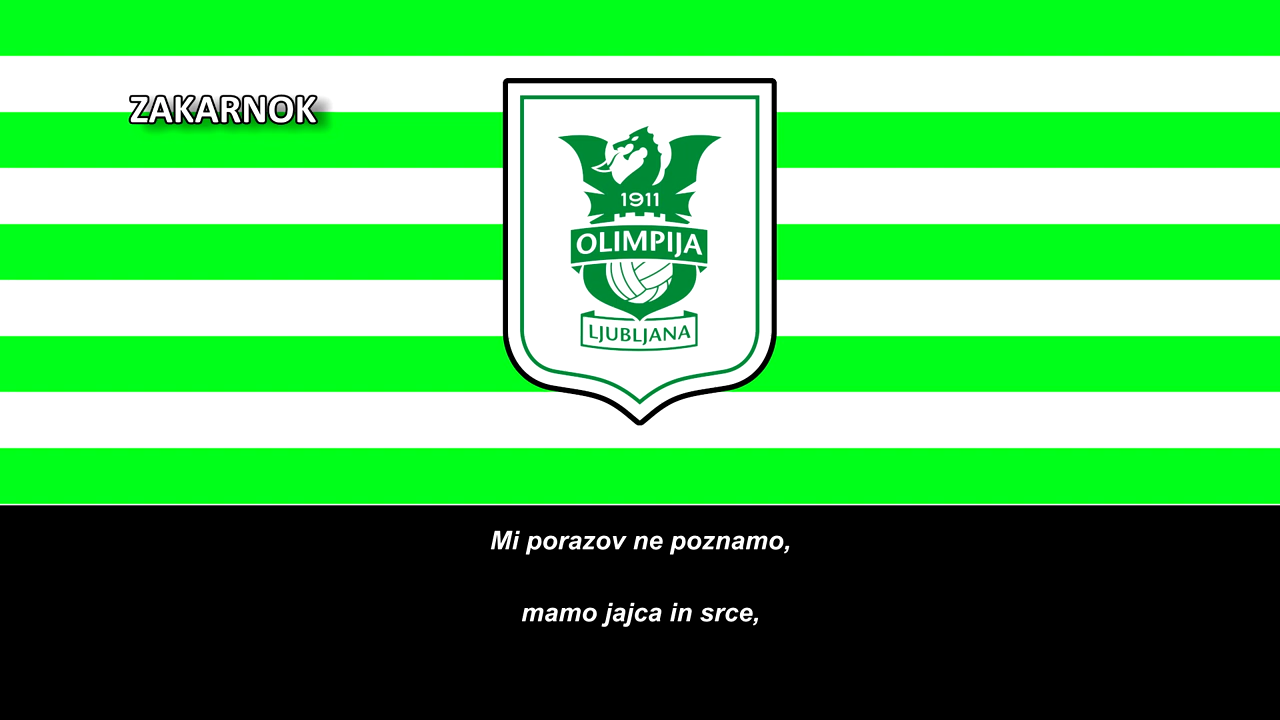 ZAKARNOK
1911
OLIMPIJA
LJUBLJANA
Mi porazov ne poznamo,
mamo jajca in srce,